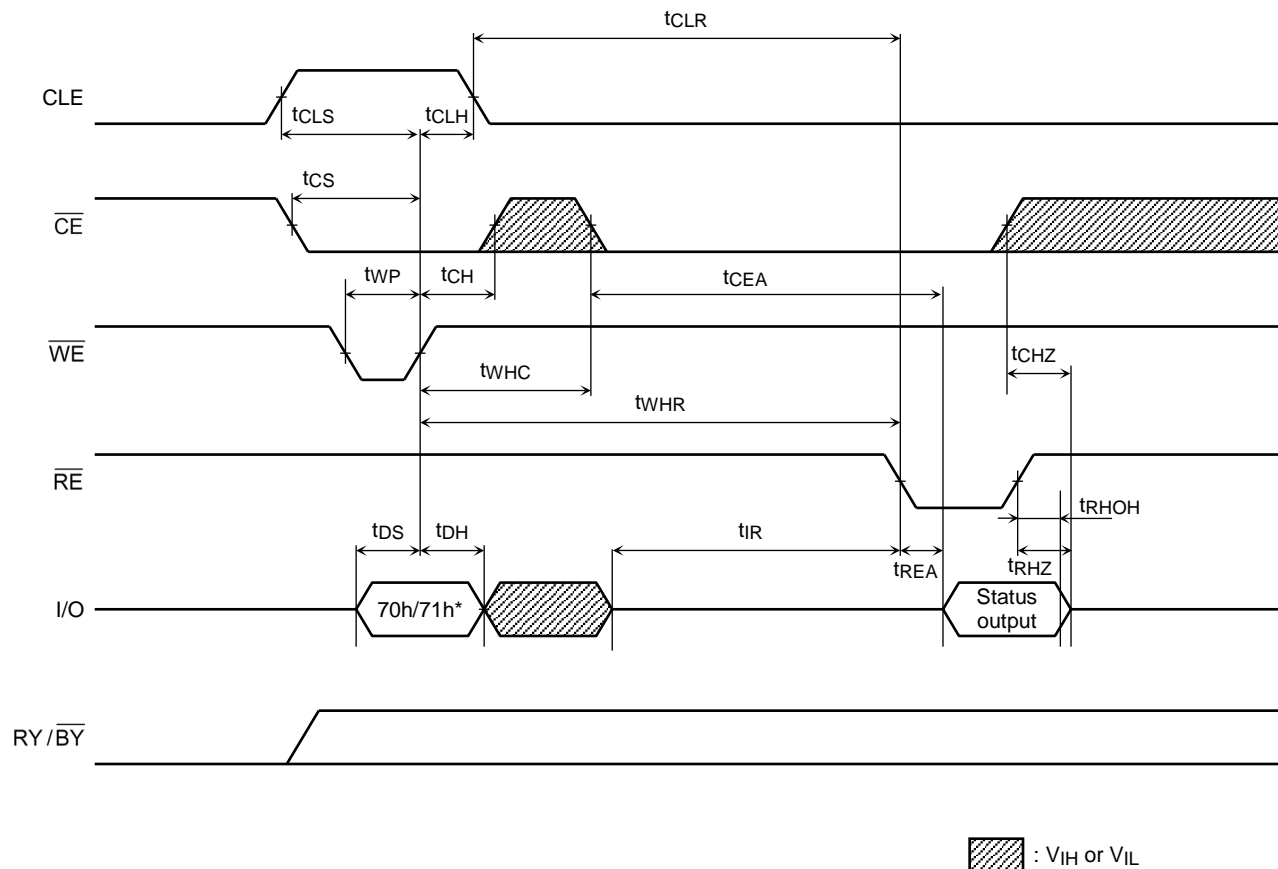 tCLR
CLE
tCLS
tCLH
tCS
CE
tWP
tCH
tCEA
WE
tCHZ
tWHC
tWHR
RE
tRHOH
tDS
tDH
tIR
tREA
tRHZ
I/O
70h/71h*
Status
output
RY/BY
: VIH or VIL